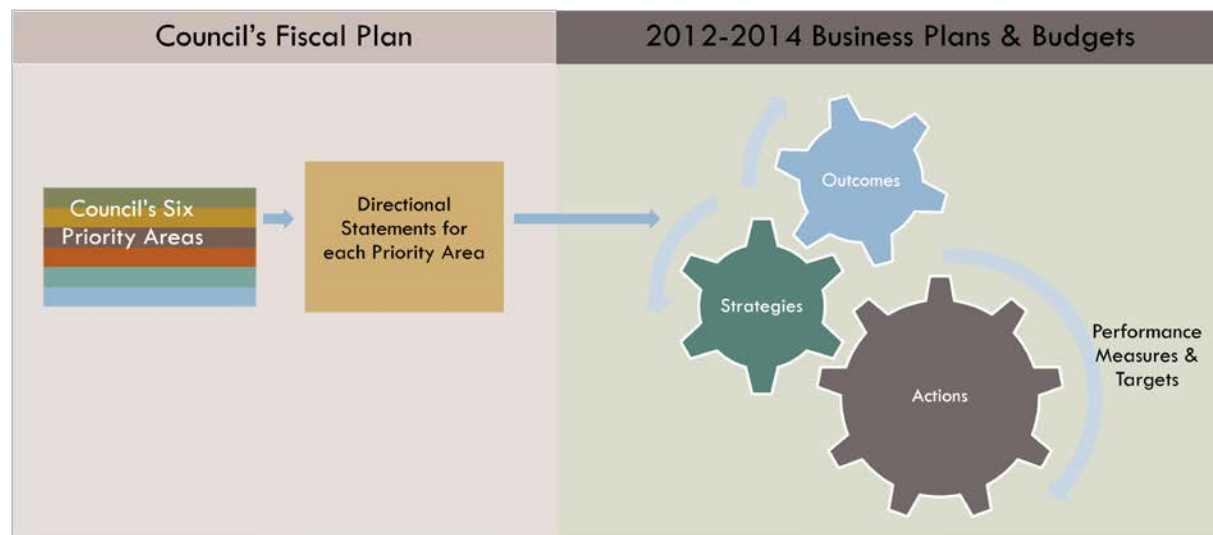 Council's Fiscal Plan
2012-2014 Business Plans & Budgets
Council's Six
Priority Areas
Directional
Statements for
each Priority Area
Outcomes
Strategies
Actions
Performance
Measures &
Targets